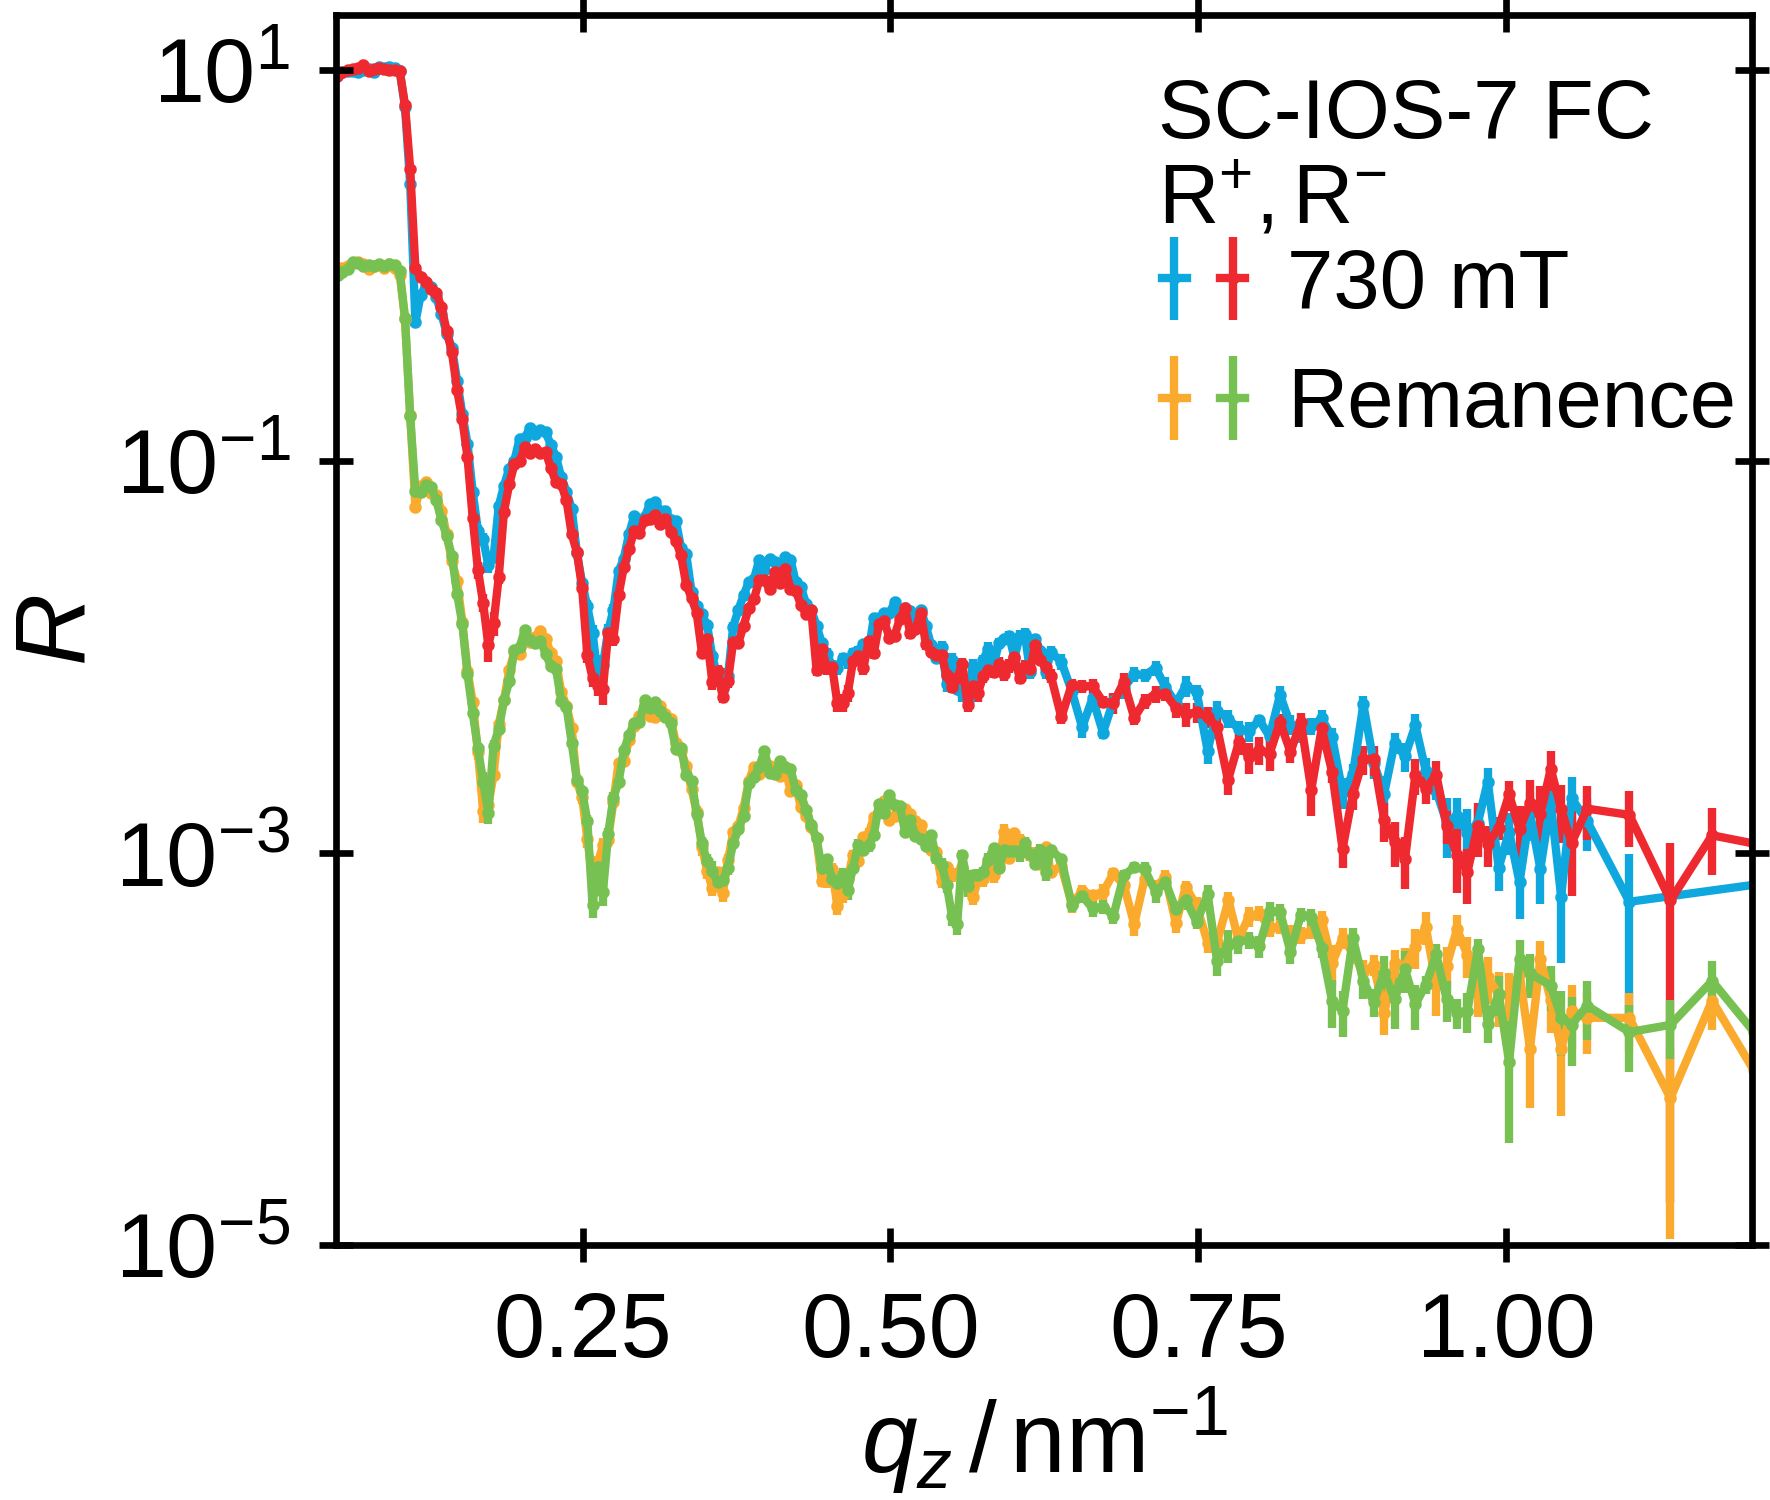 10¹
10⁻¹
10⁻³
10⁻⁵
R
SC-IOS-7 FC
R⁺, R⁻
730 mT
Remanence
0.25 0.50 0.75 1.00
q_z / nm⁻¹